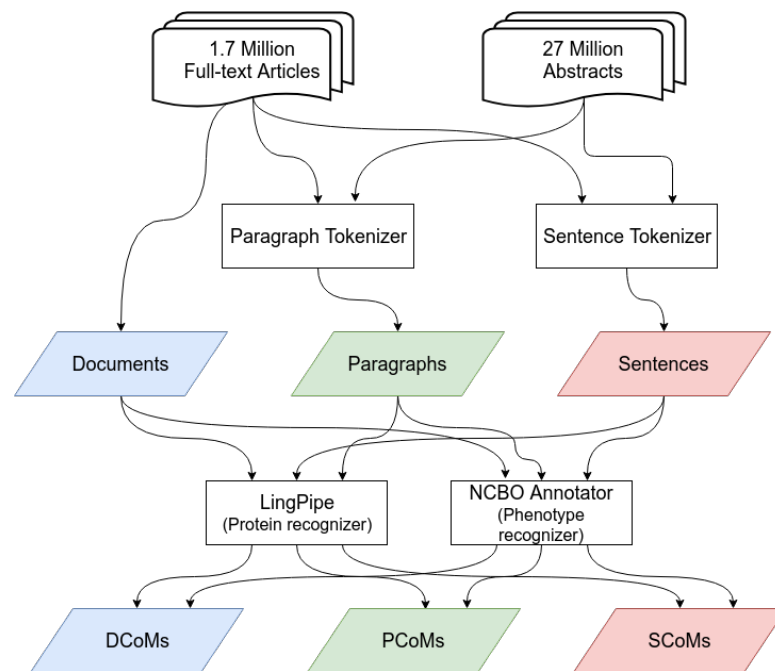 1.7 Million
Full-text Articles
27 Million
Abstracts
Paragraph Tokenizer
Sentence Tokenizer
Documents
Paragraphs
Sentences
LingPipe
(Protein recognizer)
NCBO Annotator
(Phenotype
recognizer)
DCoMs
PCoMs
SCoMs